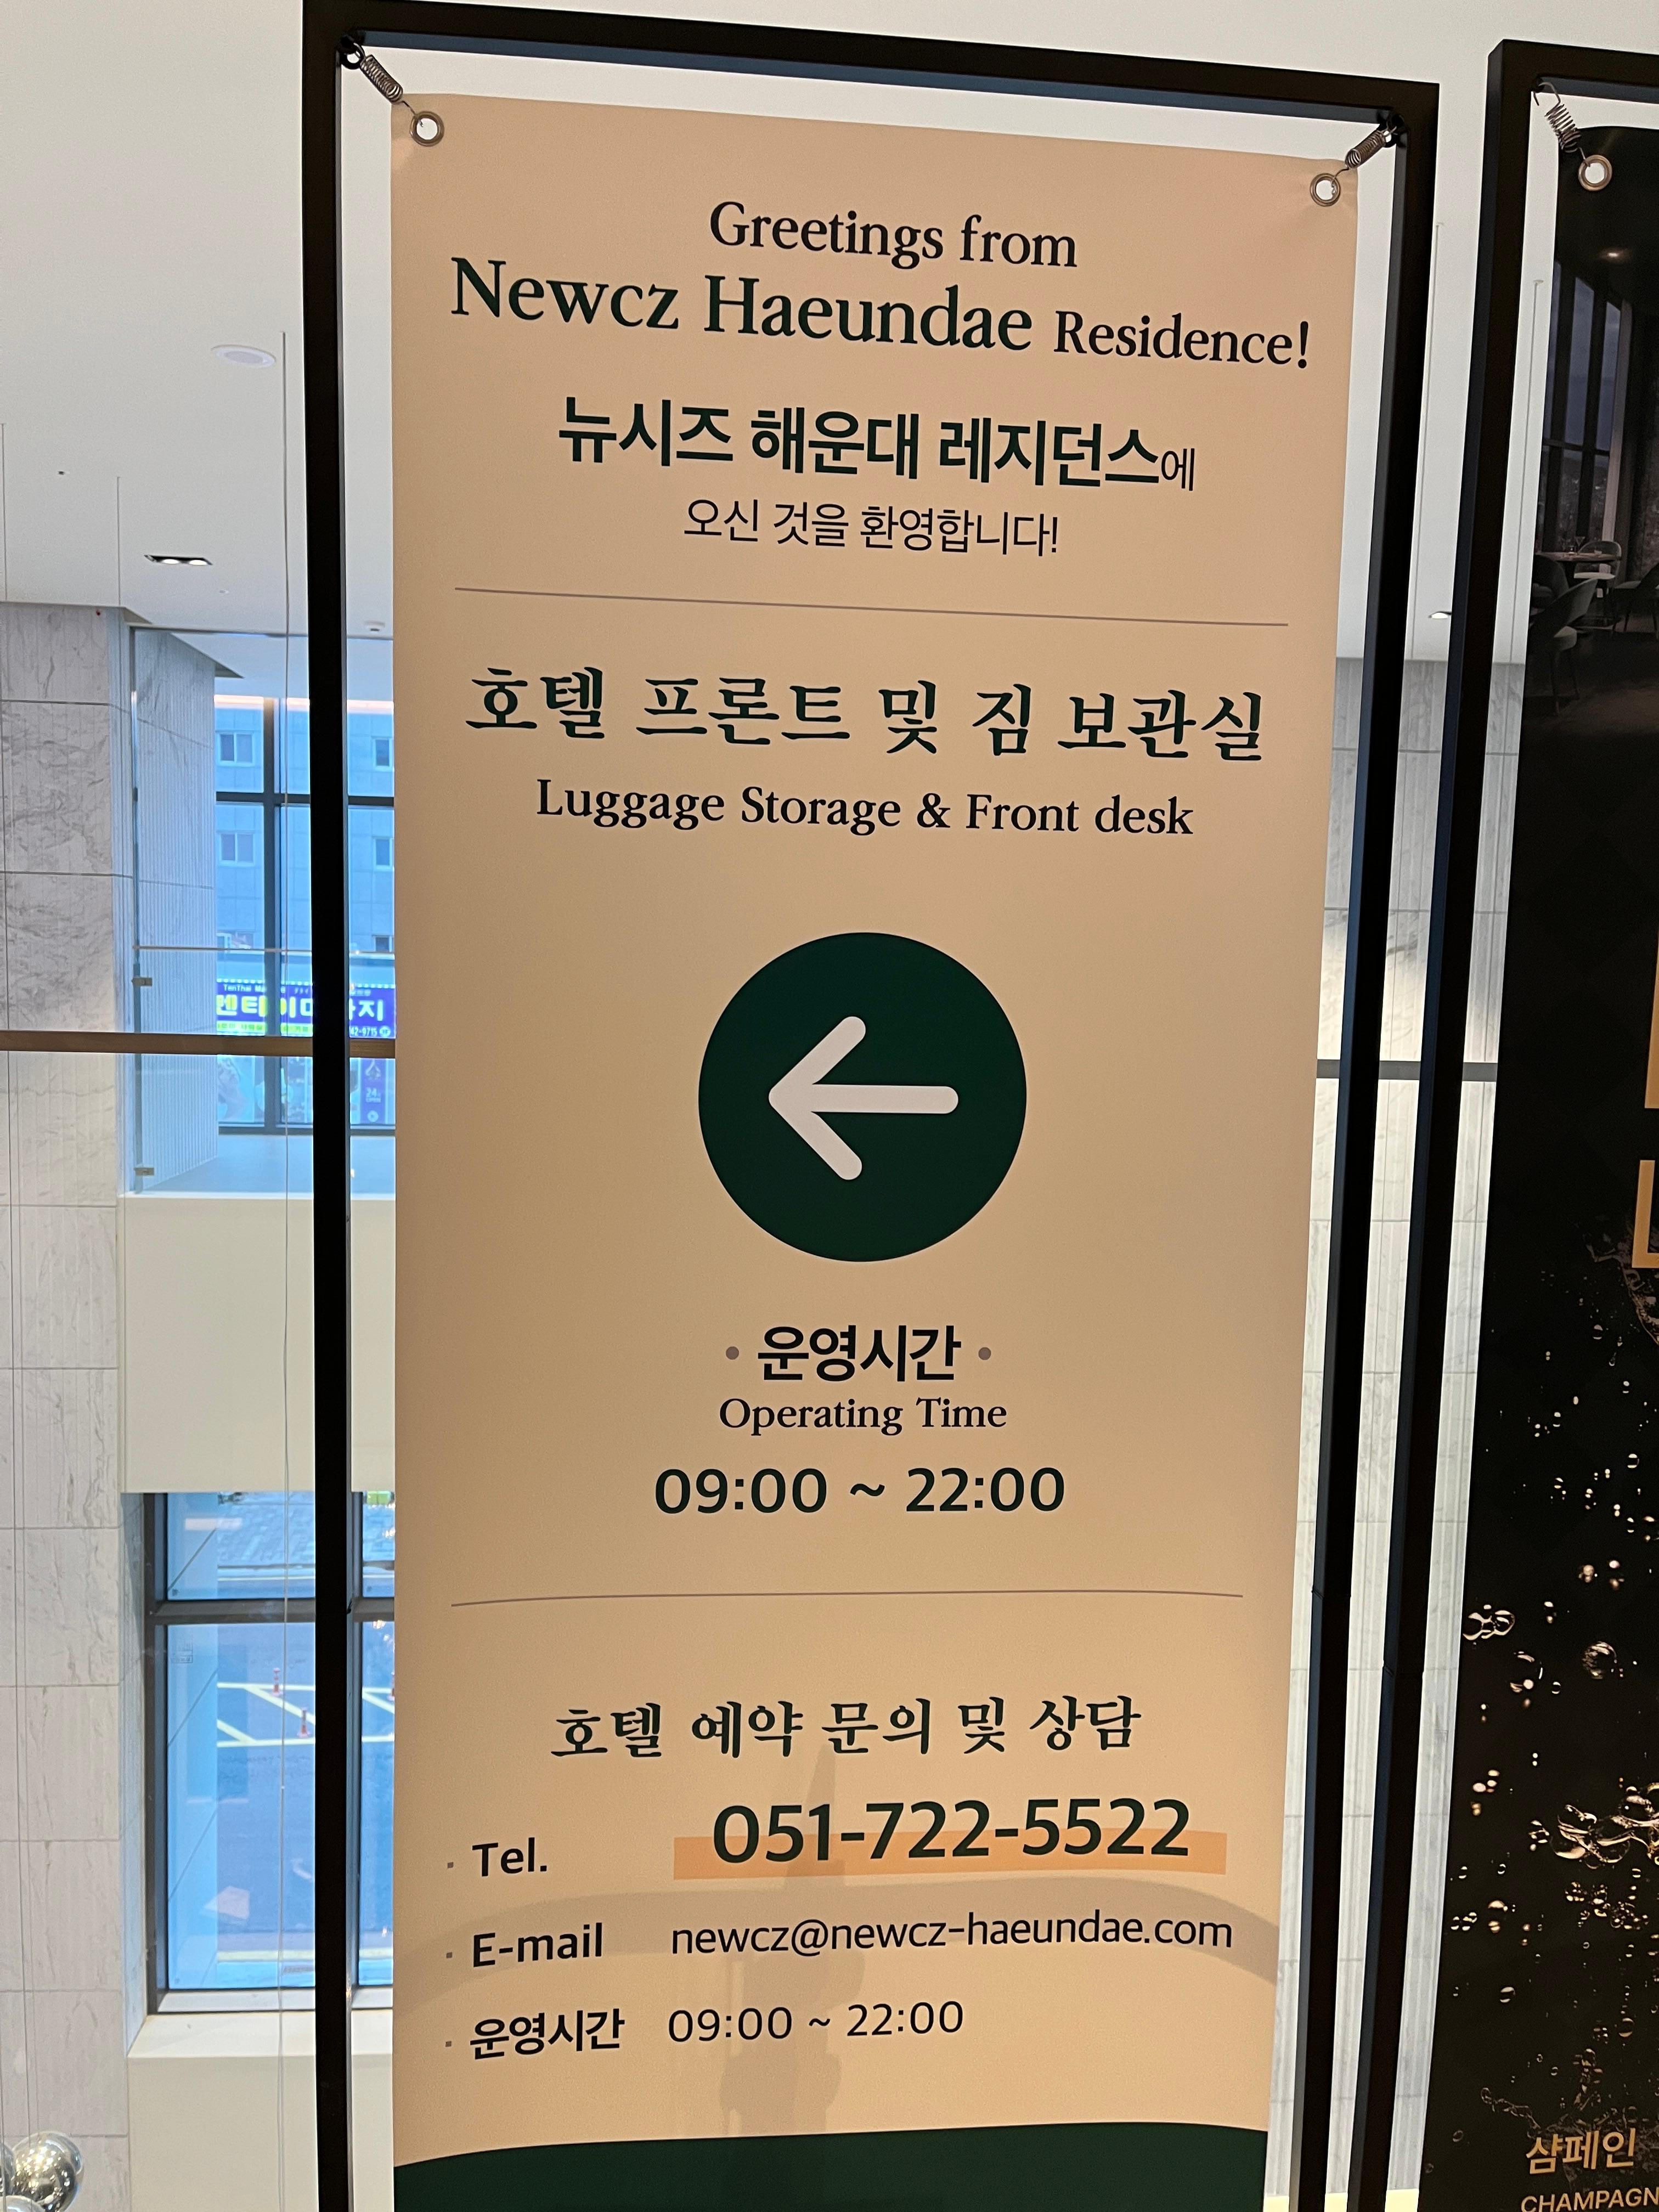 Greetings from
Newcz Haeundae Residence!
뉴시즈 해운대 레지던스에
오신 것을 환영합니다!
호텔 프론트 및 짐 보관실
Luggage Storage & Front desk
• 운영시간 •
Operating Time
09:00 ~ 22:00
호텔 예약 문의 및 상담
· Tel. 051-722-5522
· E-mail newcz@newcz-haeundae.com
· 운영시간 09:00 ~ 22:00
샴페인
CHAMPAGN